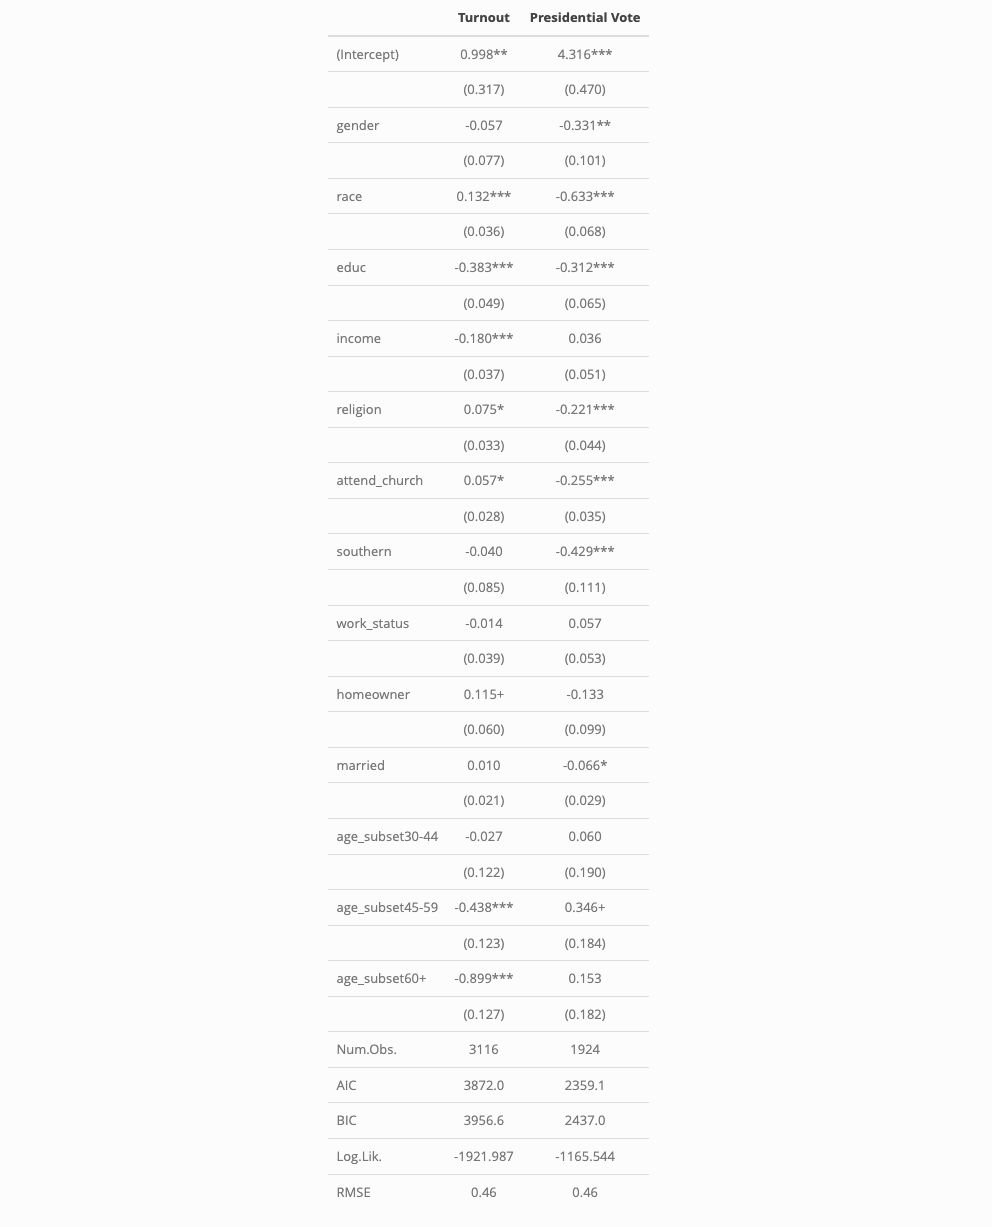 Turnout Presidential Vote
(Intercept) 0.998** 4.316***
(0.317) (0.470)
gender -0.057 -0.331**
(0.077) (0.101)
race 0.132*** -0.633***
(0.036) (0.068)
educ -0.383*** -0.312***
(0.049) (0.065)
income -0.180*** 0.036
(0.037) (0.051)
religion 0.075* -0.221***
(0.033) (0.044)
attend_church 0.057* -0.255***
(0.028) (0.035)
southern -0.040 -0.429***
(0.085) (0.111)
work_status -0.014 0.057
(0.039) (0.053)
homeowner 0.115+ -0.133
(0.060) (0.099)
married 0.010 -0.066*
(0.021) (0.029)
age_subset30-44 -0.027 0.060
(0.122) (0.190)
age_subset45-59 -0.438*** 0.346+
(0.123) (0.184)
age_subset60+ -0.899*** 0.153
(0.127) (0.182)
Num.Obs. 3116 1924
AIC 3872.0 2359.1
BIC 3956.6 2437.0
Log.Lik. -1921.987 -1165.544
RMSE 0.46 0.46